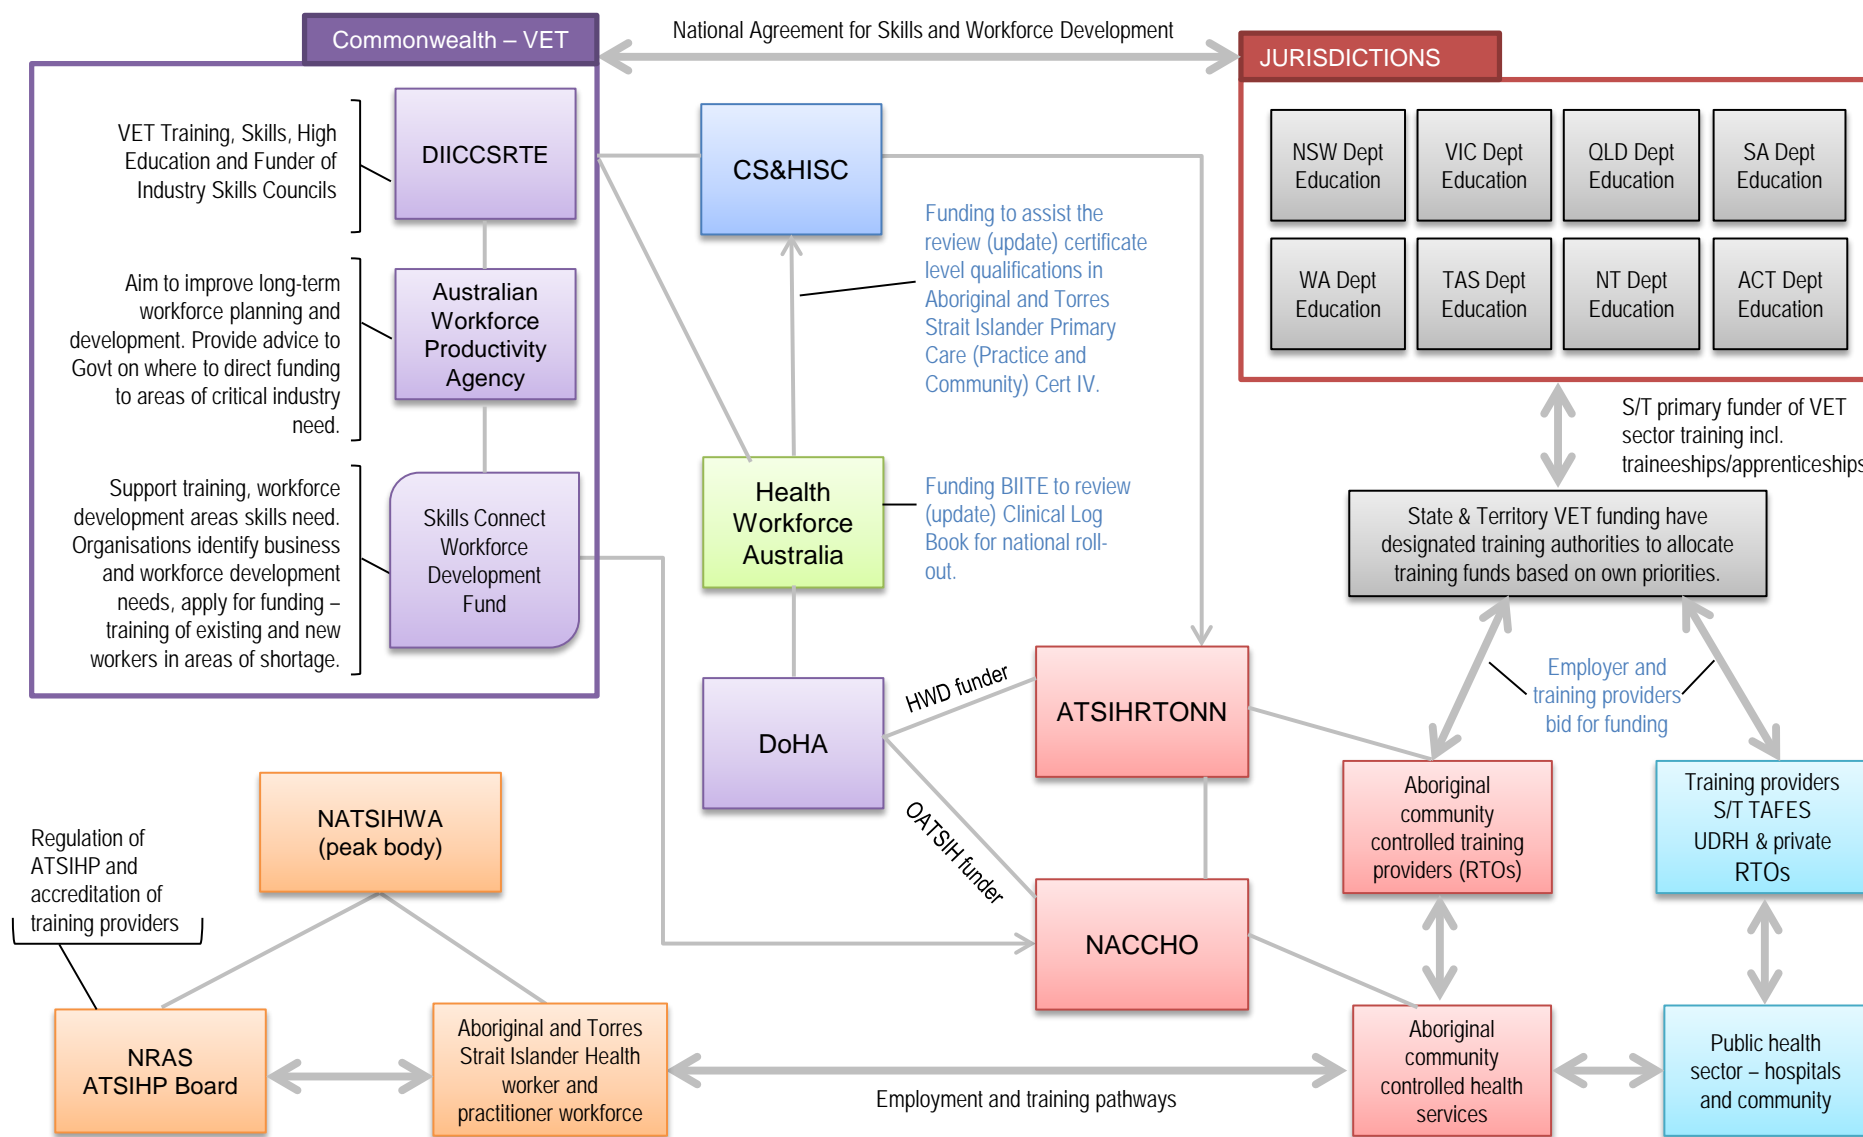 Commonwealth – VET
National Agreement for Skills and Workforce Development
JURISDICTIONS
VET Training, Skills, High
Education and Funder of
Industry Skills Councils
DIICCSRTE
CS&HISC
NSW Dept
Education
VIC Dept
Education
QLD Dept
Education
SA Dept
Education
WA Dept
Education
TAS Dept
Education
NT Dept
Education
ACT Dept
Education
Aim to improve long-term
workforce planning and
development. Provide advice to
Govt on where to direct funding
to areas of critical industry
need.
Australian
Workforce
Productivity
Agency
Funding to assist the
review (update) certificate
level qualifications in
Aboriginal and Torres
Strait Islander Primary
Care (Practice and
Community) Cert IV.
S/T primary funder of VET
sector training incl.
traineeships/apprenticeships
Support training, workforce
development areas skills need.
Organisations identify business
and workforce development
needs, apply for funding –
training of existing and new
workers in areas of shortage.
Skills Connect
Workforce
Development
Fund
Health
Workforce
Australia
Funding BIITE to review
(update) Clinical Log
Book for national roll-
out.
State & Territory VET funding have
designated training authorities to allocate
training funds based on own priorities.
Employer and
training providers
bid for funding
HWD funder
ATSIHRTONN
DoHA
OATSIH funder
NACCHO
Aboriginal
community
controlled training
providers (RTOs)
Training providers
S/T TAFES
UDRH & private
RTOs
NATSIHWA
(peak body)
Regulation of
ATSIHP and
accreditation of
training providers
NRAS
ATSIHP Board
Aboriginal and Torres
Strait Islander Health
worker and
practitioner workforce
Employment and training pathways
Aboriginal
community
controlled health
services
Public health
sector – hospitals
and community